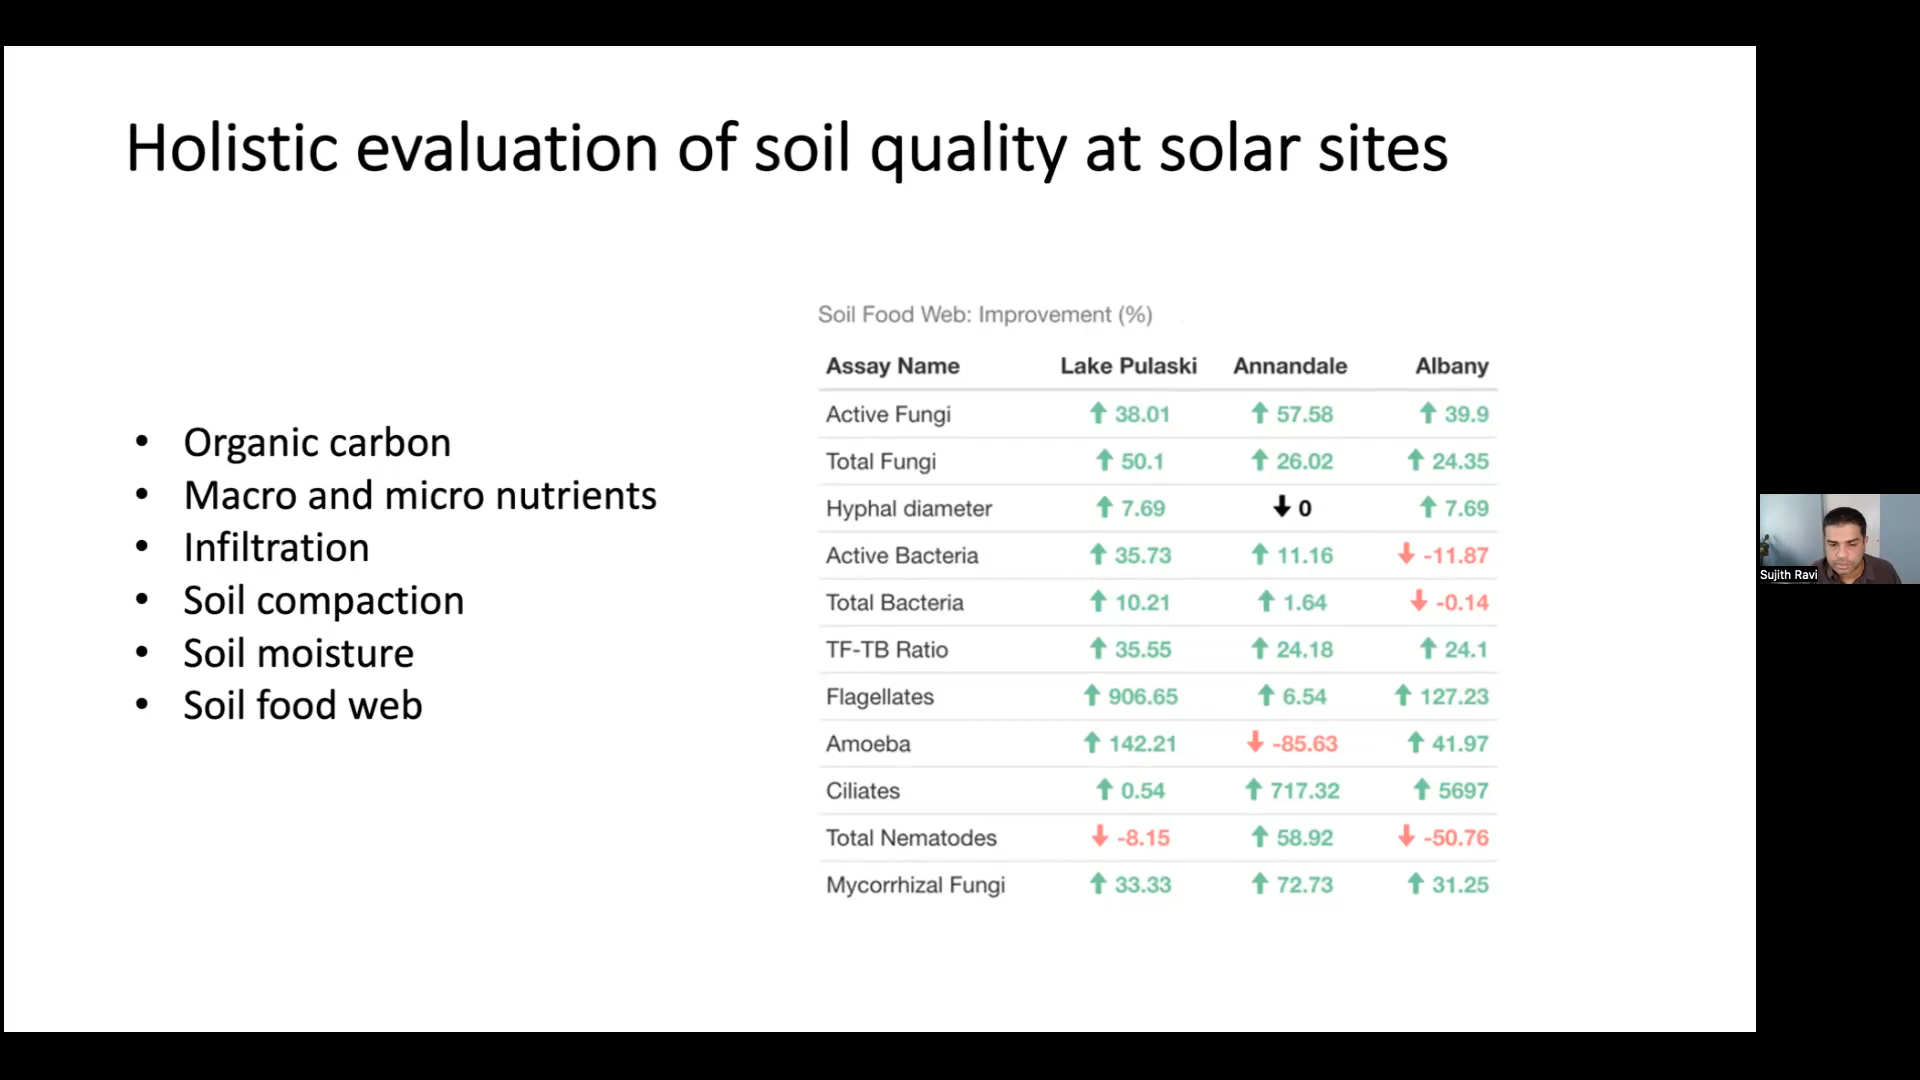 Holistic evaluation of soil quality at solar sites
• Organic carbon
• Macro and micro nutrients
• Infiltration
• Soil compaction
• Soil moisture
• Soil food web
Soil Food Web: Improvement (%)
Assay Name Lake Pulaski Annandale Albany
Active Fungi ↑ 38.01 ↑ 57.58 ↑ 39.9
Total Fungi ↑ 50.1 ↑ 26.02 ↑ 24.35
Hyphal diameter ↑ 7.69 ↓ 0 ↑ 7.69
Active Bacteria ↑ 35.73 ↑ 11.16 ↓ -11.87
Total Bacteria ↑ 10.21 ↑ 1.64 ↓ -0.14
TF-TB Ratio ↑ 35.55 ↑ 24.18 ↑ 24.1
Flagellates ↑ 906.65 ↑ 6.54 ↑ 127.23
Amoeba ↑ 142.21 ↓ -85.63 ↑ 41.97
Ciliates ↑ 0.54 ↑ 717.32 ↑ 5697
Total Nematodes ↓ -8.15 ↑ 58.92 ↓ -50.76
Mycorrhizal Fungi ↑ 33.33 ↑ 72.73 ↑ 31.25
Sujith Ravi